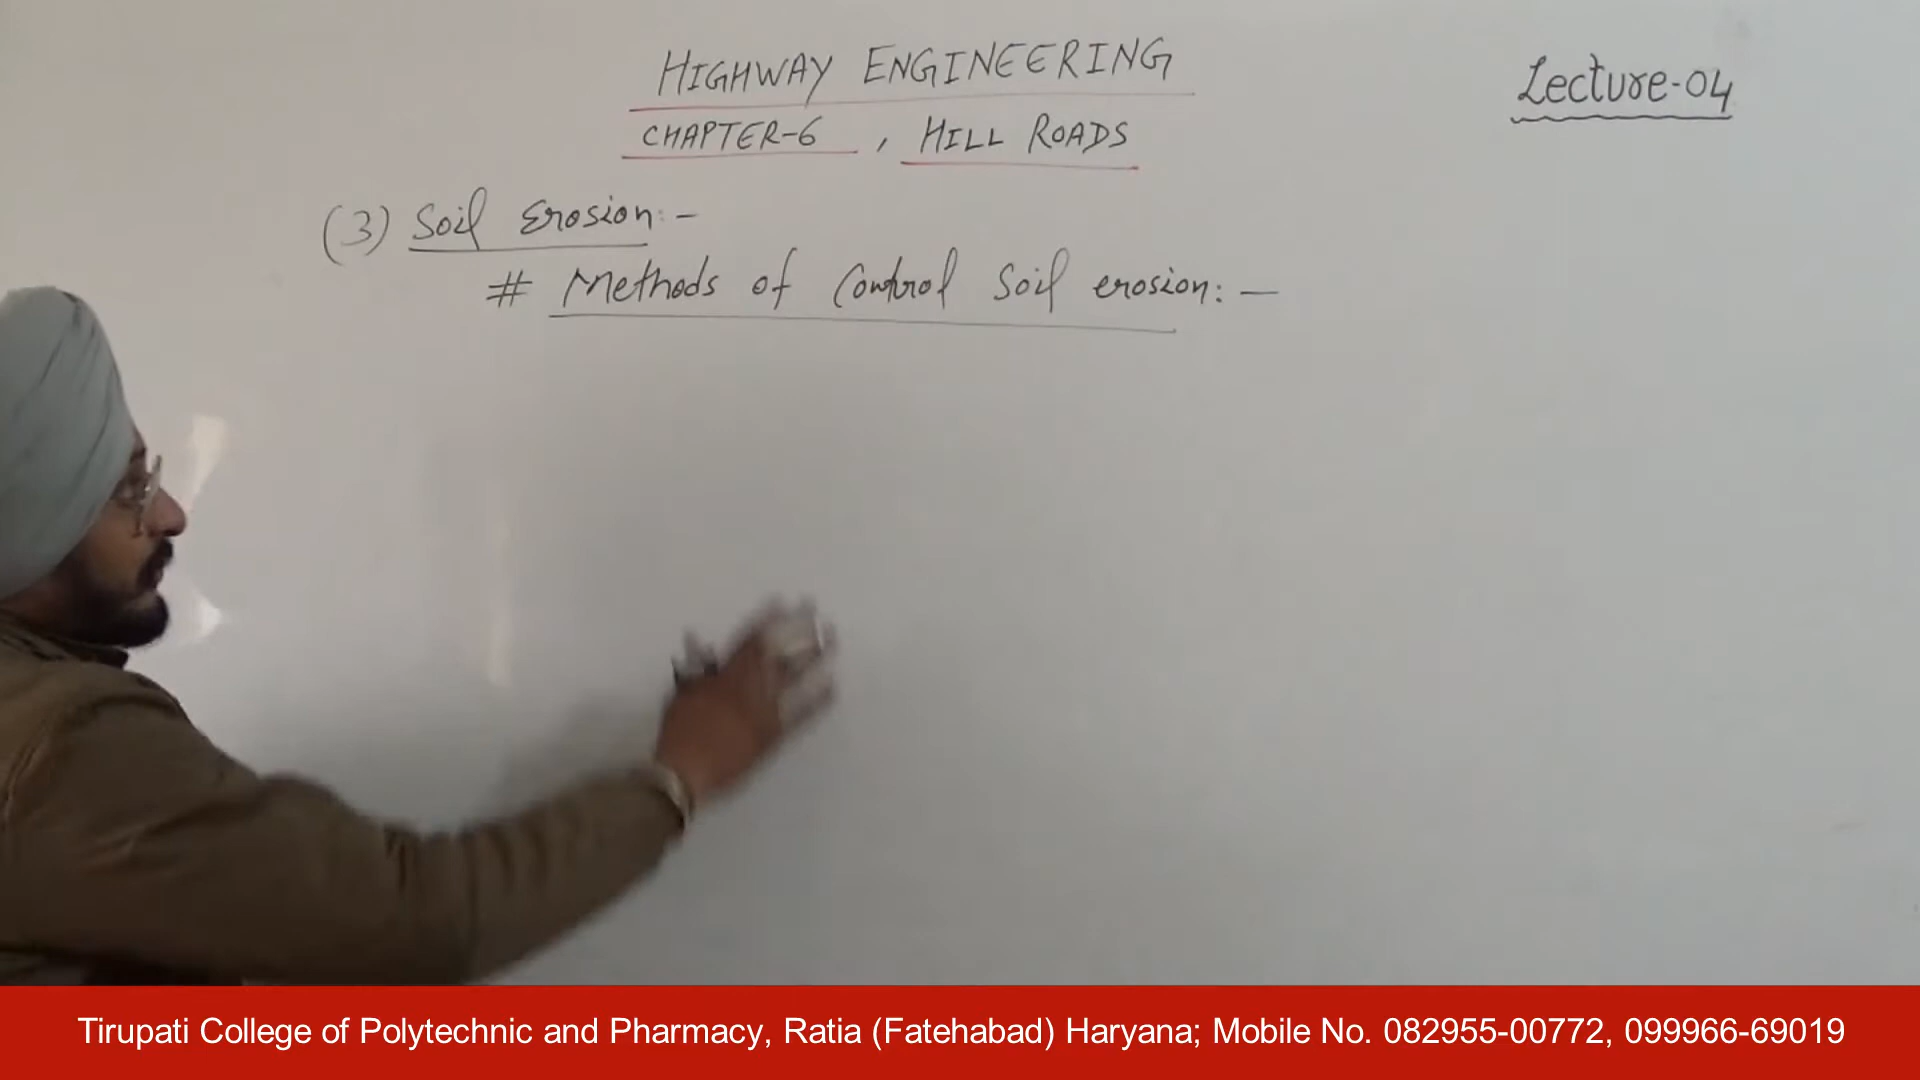 HIGHWAY ENGINEERING
Lecture-04
CHAPTER-6, HILL ROADS
(3) Soil Erosion:-
# Methods of Control Soil erosion:-
Tirupati College of Polytechnic and Pharmacy, Ratia (Fatehabad) Haryana; Mobile No. 082955-00772, 099966-69019